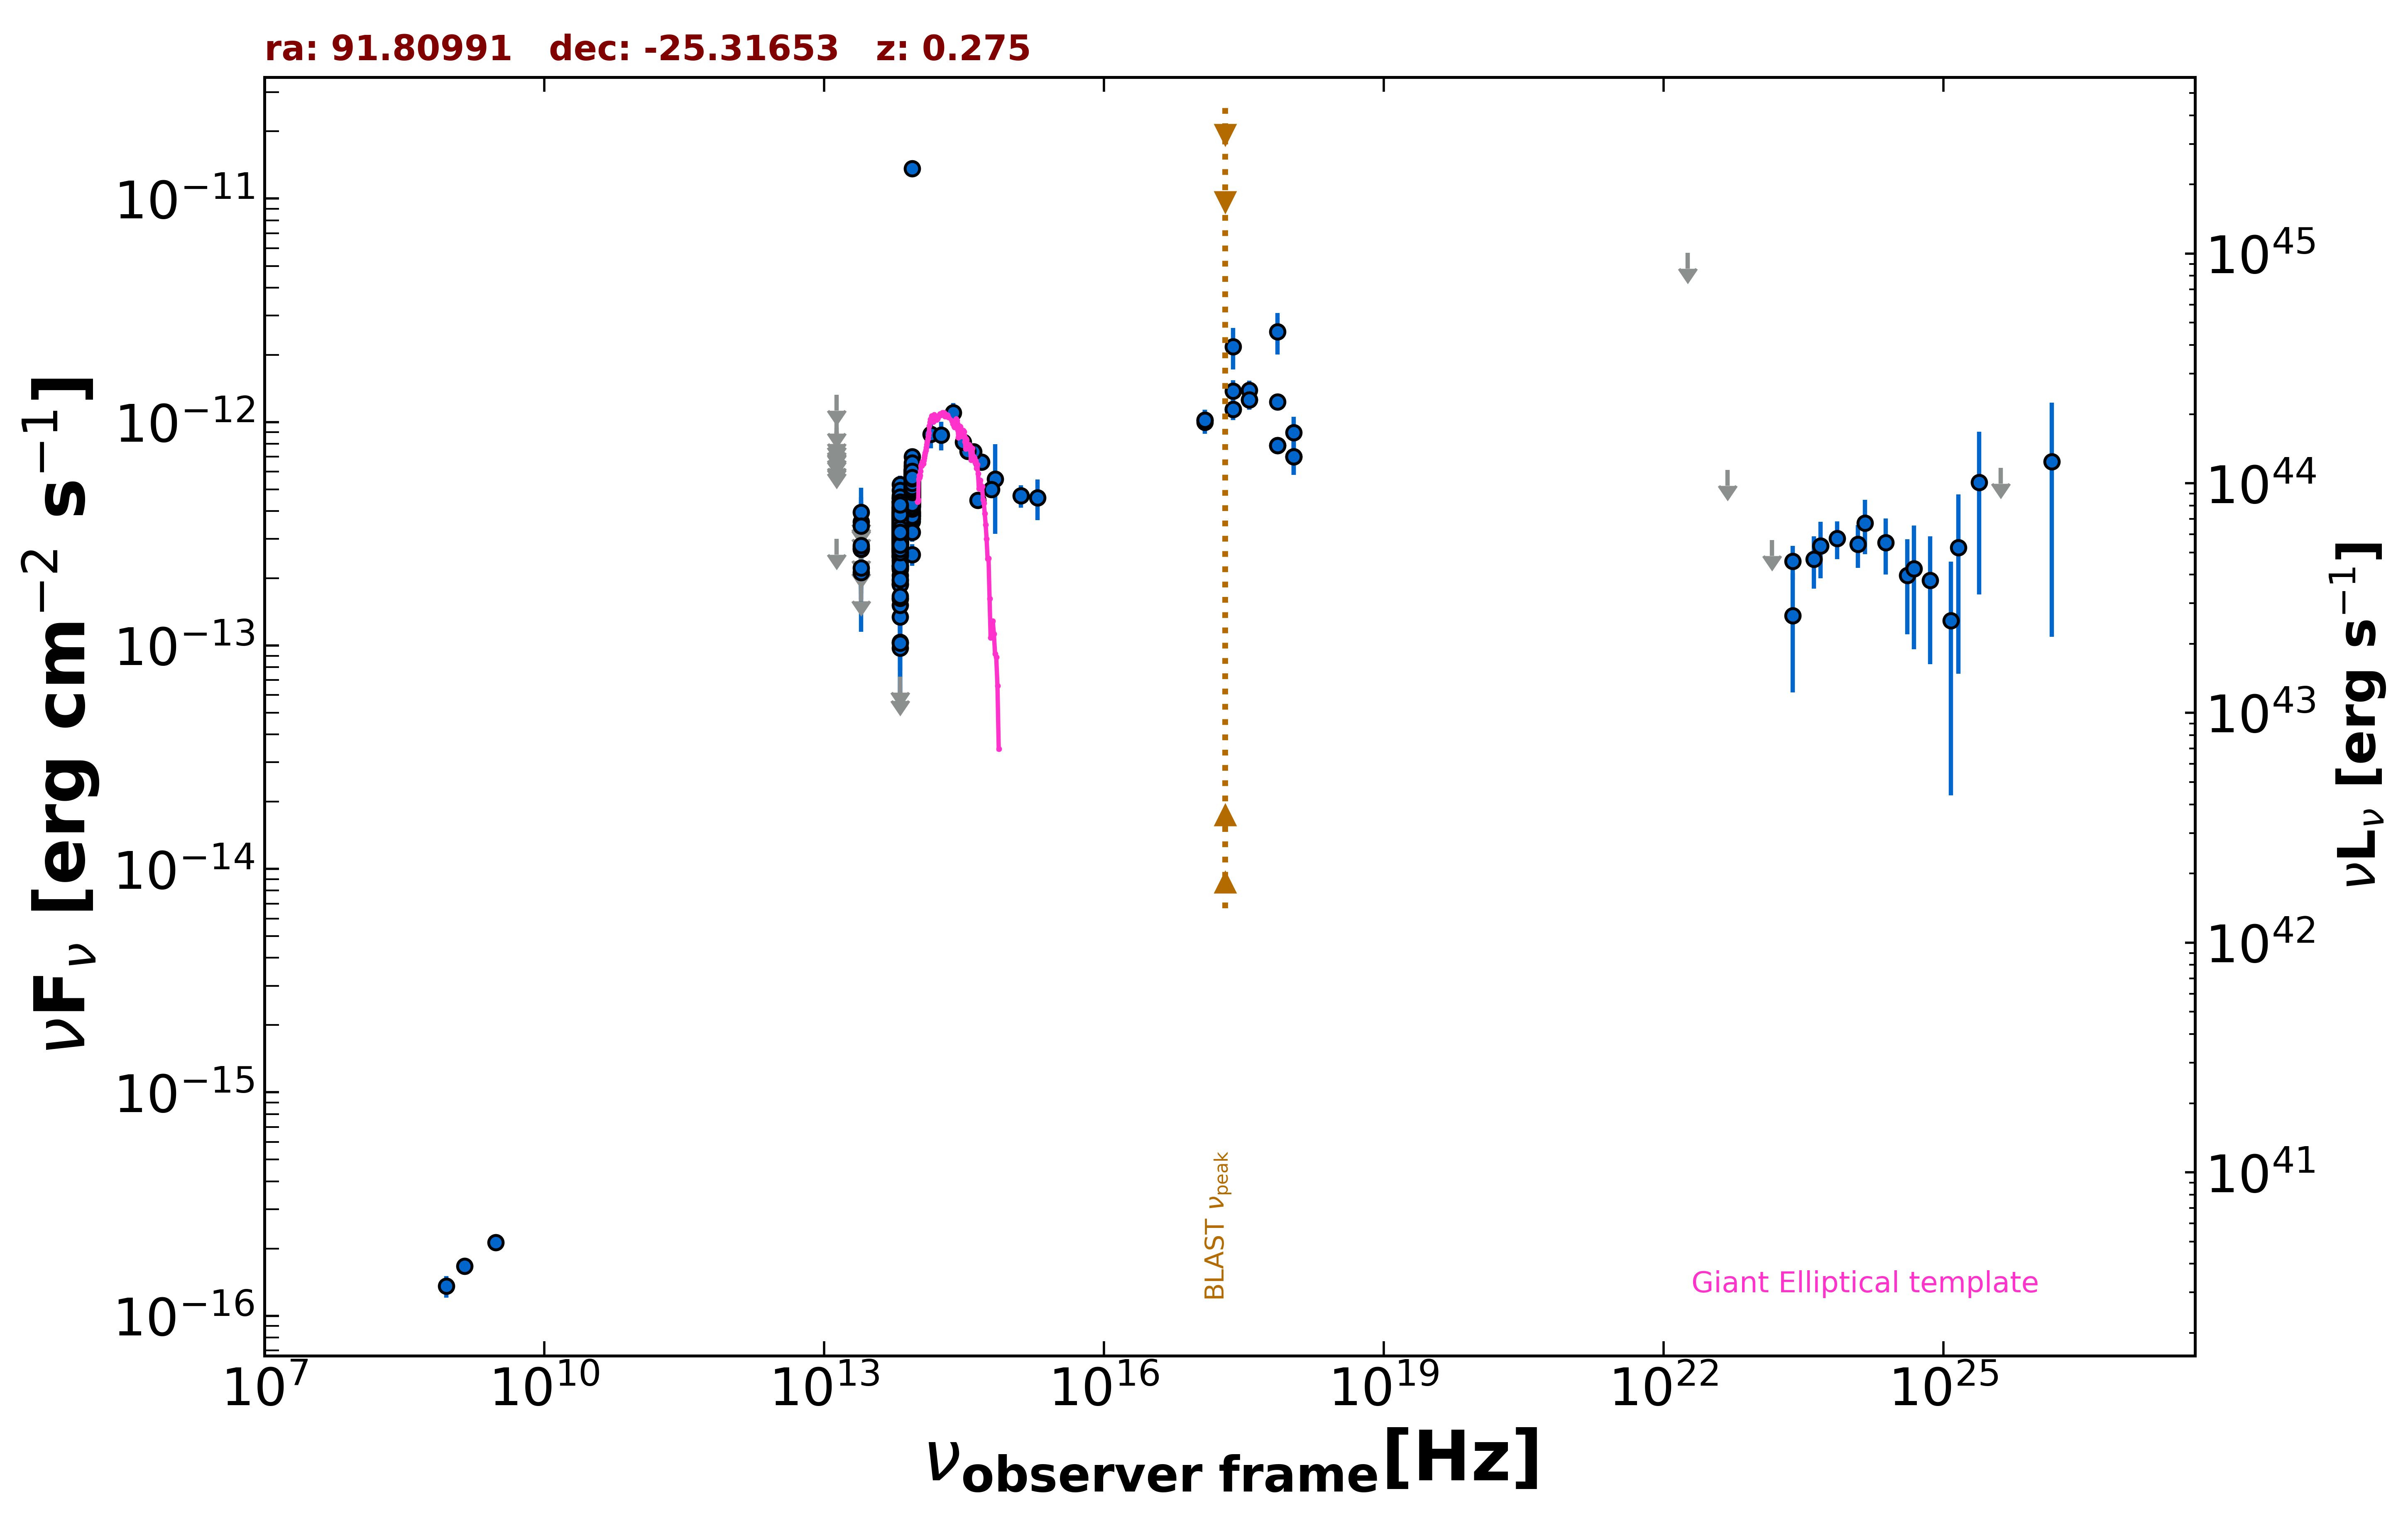 ra: 91.80991   dec: -25.31653   z: 0.275
νFν [erg cm⁻² s⁻¹]
10⁻¹¹
10⁻¹²
10⁻¹³
10⁻¹⁴
10⁻¹⁵
10⁻¹⁶
10⁴⁵
10⁴⁴
10⁴³
10⁴²
10⁴¹
νLν [erg s⁻¹]
BLAST νpeak
Giant Elliptical template
10⁷ 10¹⁰ 10¹³ 10¹⁶ 10¹⁹ 10²² 10²⁵
νobserver frame[Hz]